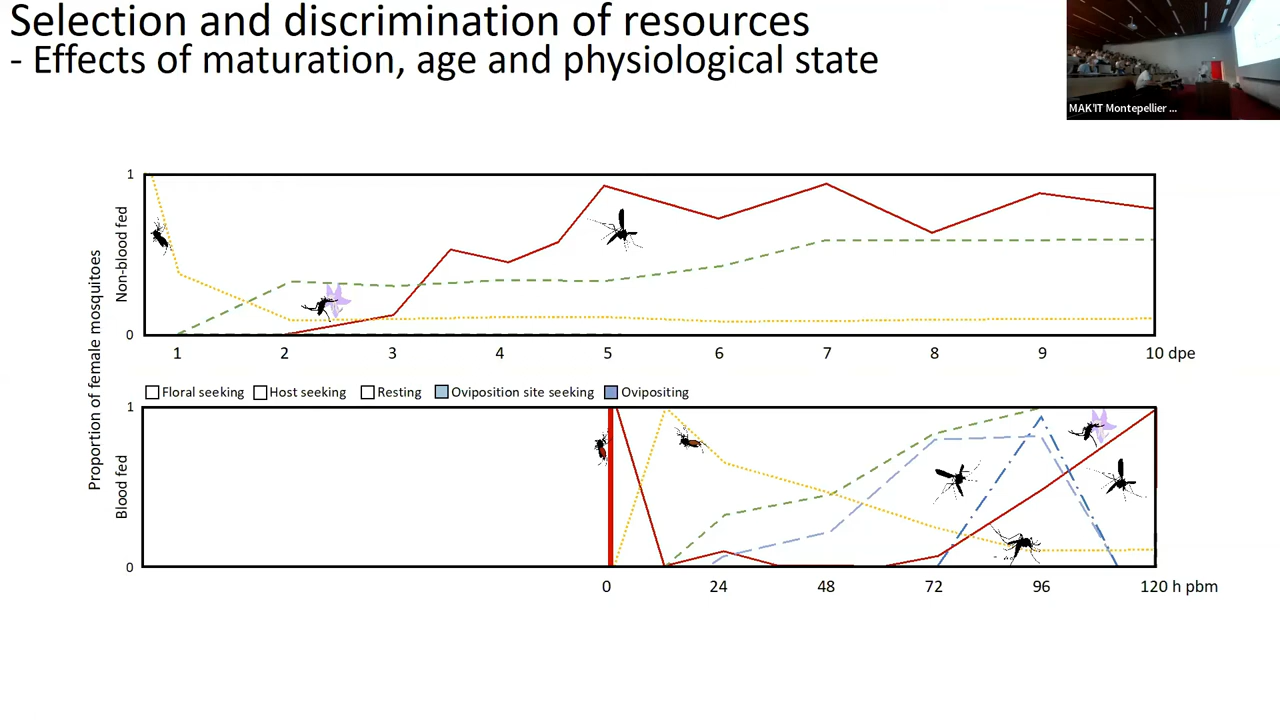 Selection and discrimination of resources
- Effects of maturation, age and physiological state
MAK'IT Montepellier ...
Proportion of female mosquitoes
Non-blood fed
1
0
1 2 3 4 5 6 7 8 9 10 dpe
Floral seeking Host seeking Resting Oviposition site seeking Ovipositing
Blood fed
1
0
0 24 48 72 96 120 h pbm